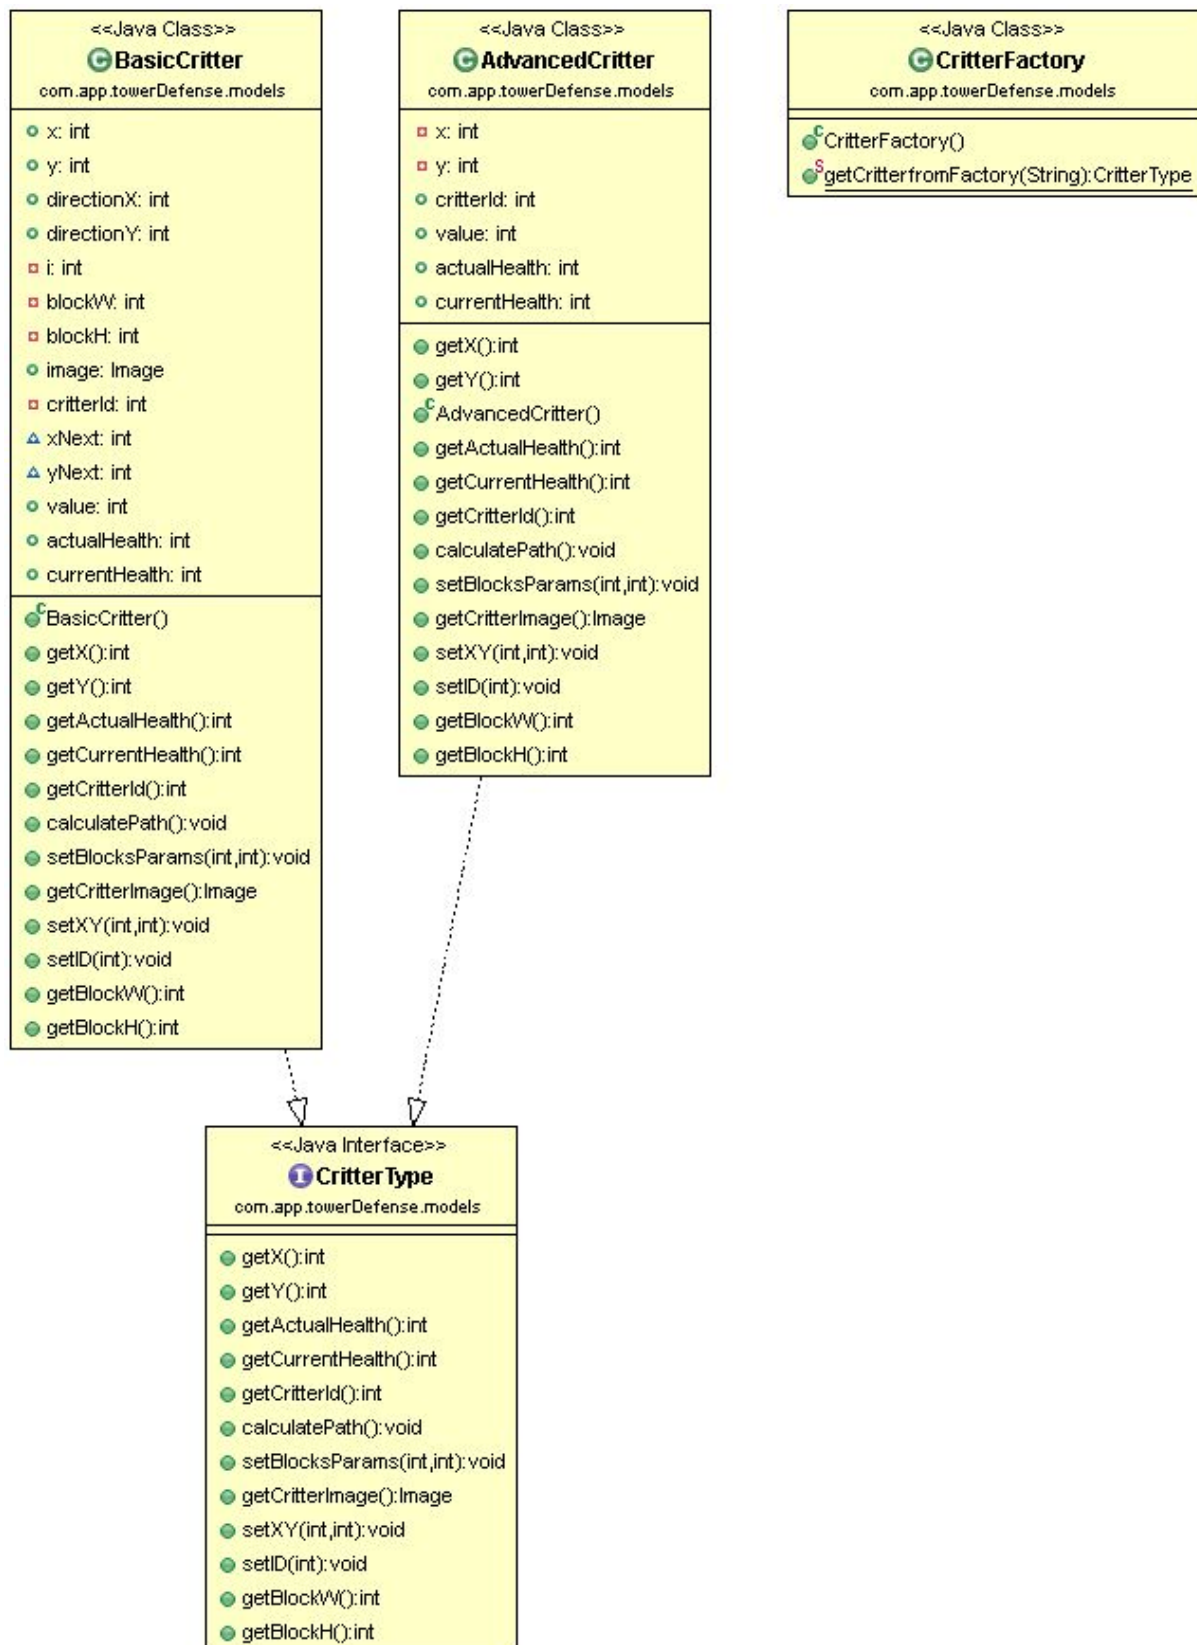 <<Java Class>>
BasicCritter
com.app.towerDefense.models
x: int
y: int
directionX: int
directionY: int
i: int
blockW: int
blockH: int
image: Image
critterId: int
xNext: int
yNext: int
value: int
actualHealth: int
currentHealth: int
BasicCritter()
getX():int
getY():int
getActualHealth():int
getCurrentHealth():int
getCritterId():int
calculatePath():void
setBlocksParams(int,int):void
getCritterImage():Image
setXY(int,int):void
setID(int):void
getBlockW():int
getBlockH():int
<<Java Class>>
AdvancedCritter
com.app.towerDefense.models
x: int
y: int
critterId: int
value: int
actualHealth: int
currentHealth: int
getX():int
getY():int
AdvancedCritter()
getActualHealth():int
getCurrentHealth():int
getCritterId():int
calculatePath():void
setBlocksParams(int,int):void
getCritterImage():Image
setXY(int,int):void
setID(int):void
getBlockW():int
getBlockH():int
<<Java Class>>
CritterFactory
com.app.towerDefense.models
CritterFactory()
getCritterfromFactory(String):CritterType
<<Java Interface>>
CritterType
com.app.towerDefense.models
getX():int
getY():int
getActualHealth():int
getCurrentHealth():int
getCritterId():int
calculatePath():void
setBlocksParams(int,int):void
getCritterImage():Image
setXY(int,int):void
setID(int):void
getBlockW():int
getBlockH():int